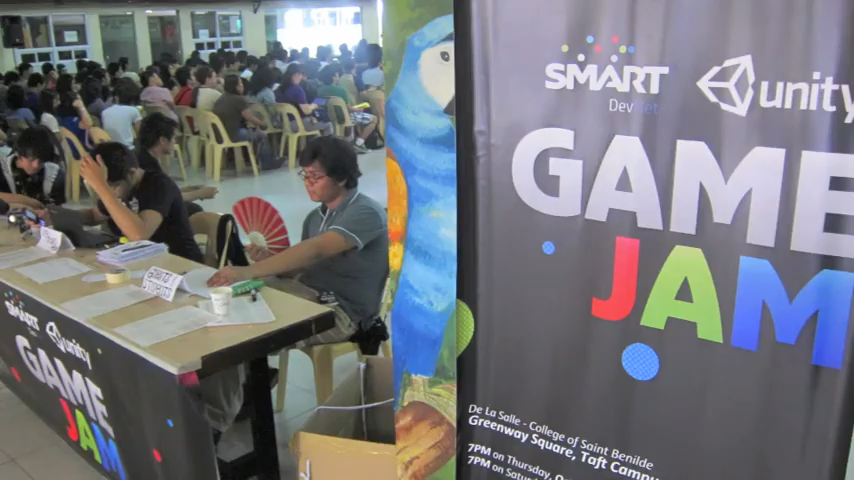 SMART
DevNet
unity
GAME
JAM
De La Salle - College of Saint Benilde
Greenway Square, Taft Campu
7PM on Thursday, 
7PM on Satur
SMART
unity
GAME
JAM